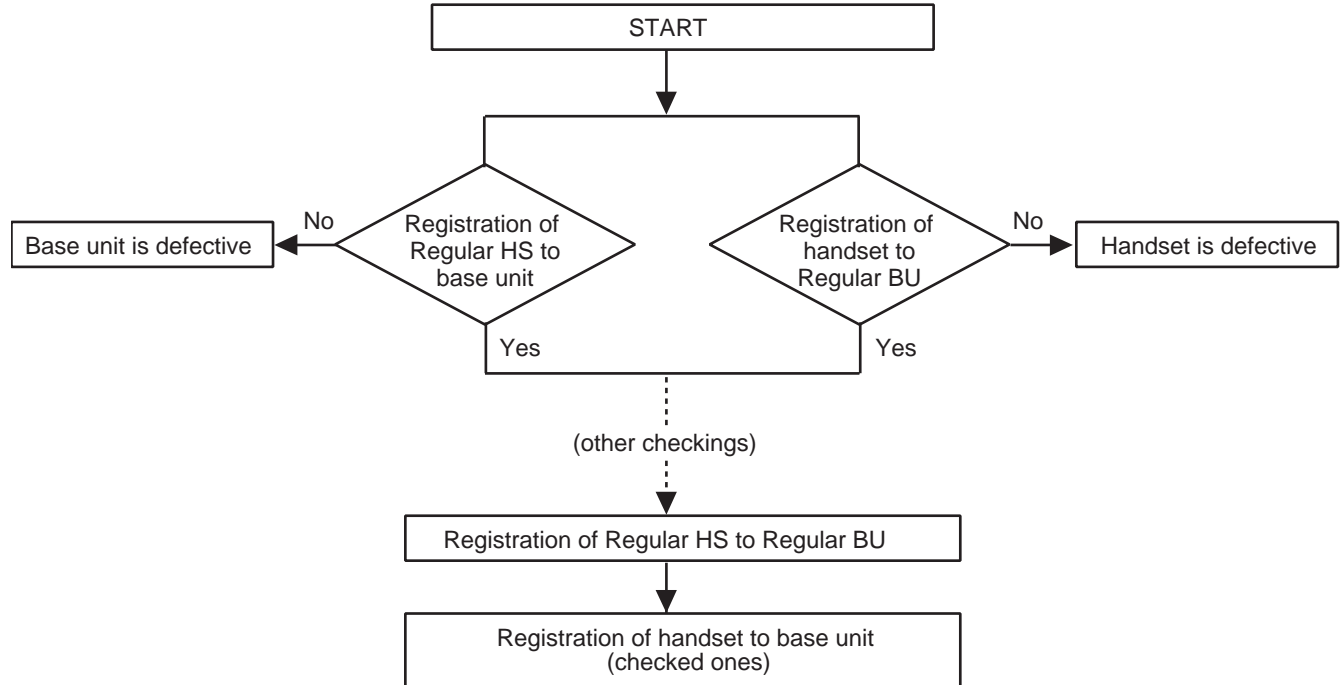 START
No
Registration of
Regular HS to
base unit
Base unit is defective
Yes
Registration of
handset to
Regular BU
No
Handset is defective
Yes
(other checkings)
Registration of Regular HS to Regular BU
Registration of handset to base unit
(checked ones)